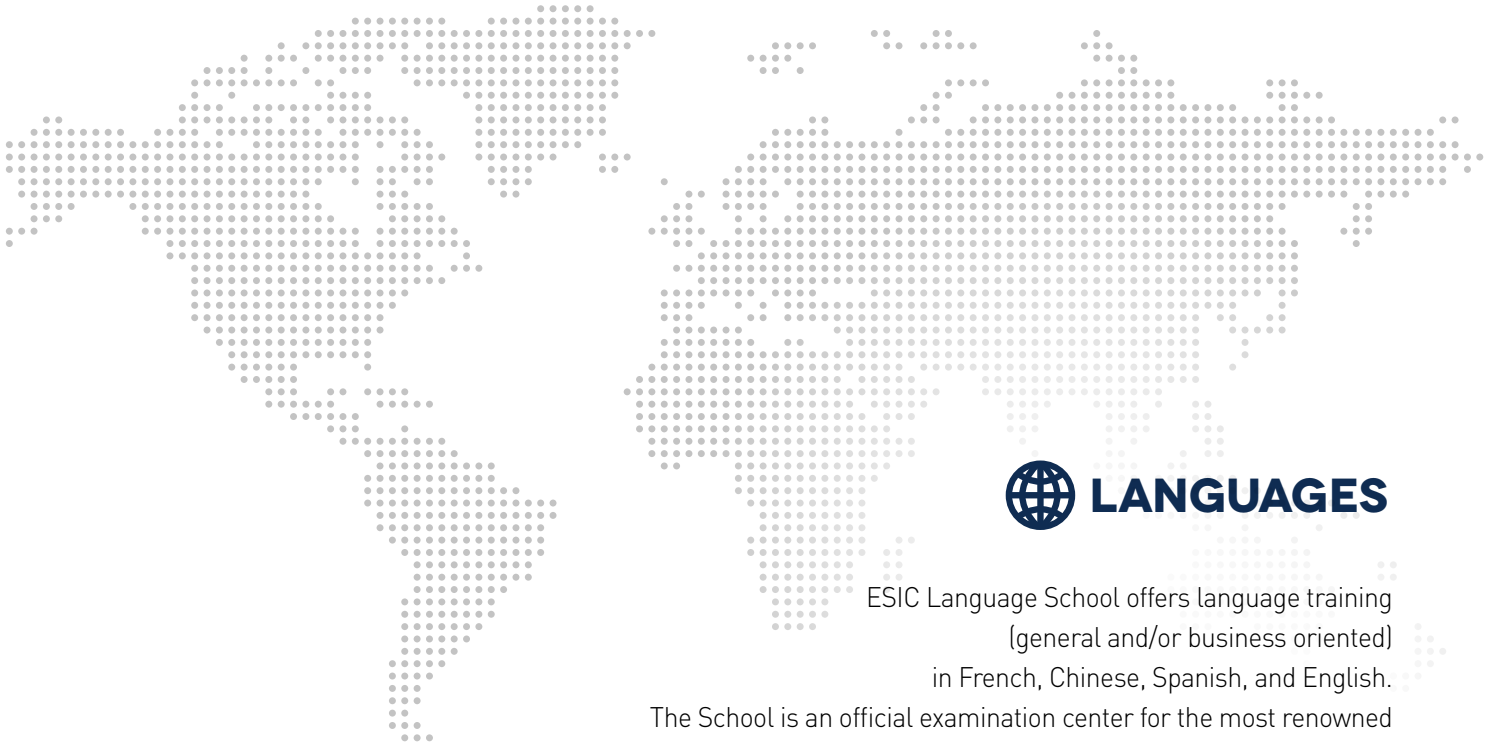 LANGUAGES
ESIC Language School offers language training
(general and/or business oriented)
in French, Chinese, Spanish, and English.
The School is an official examination center for the most renowned